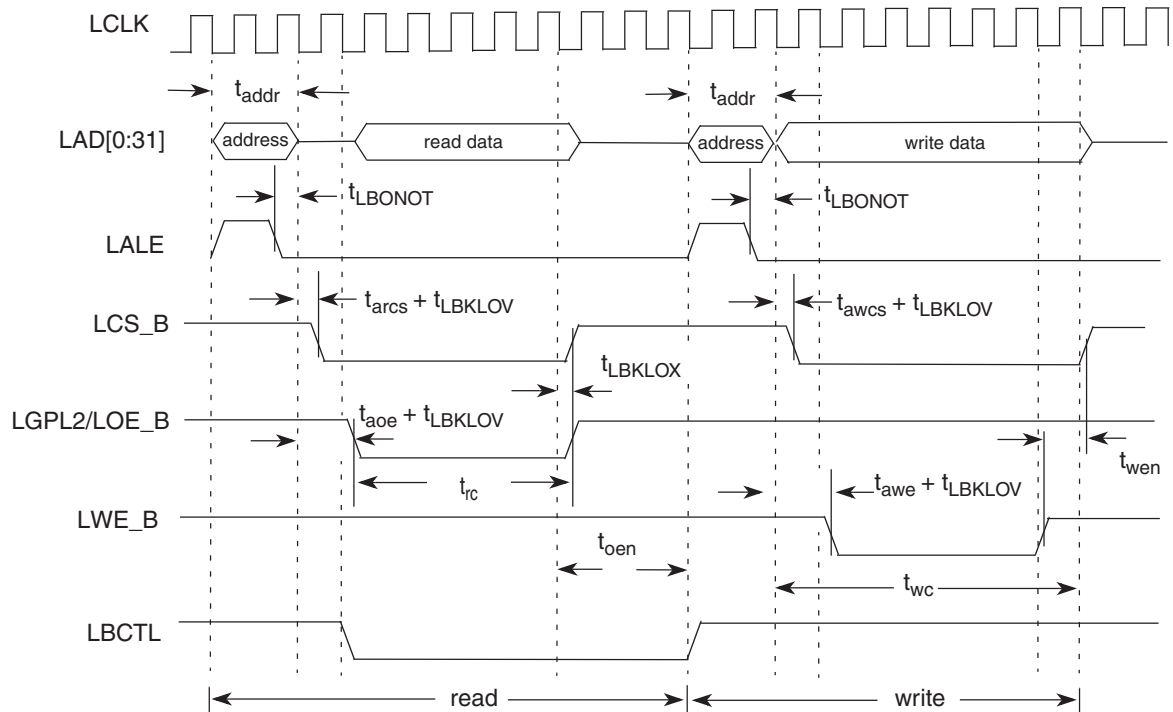 LCLK
t_addr t_addr
LAD[0:31] address read data address write data
t_LBONOT t_LBONOT
LALE
t_arcs + t_LBKLOV t_awcs + t_LBKLOV
LCS_B
t_LBKLOX
LGPL2/LOE_B t_aoe + t_LBKLOV
t_wen
t_rc t_awe + t_LBKLOV
LWE_B
t_oen
t_wc
LBCTL
read write